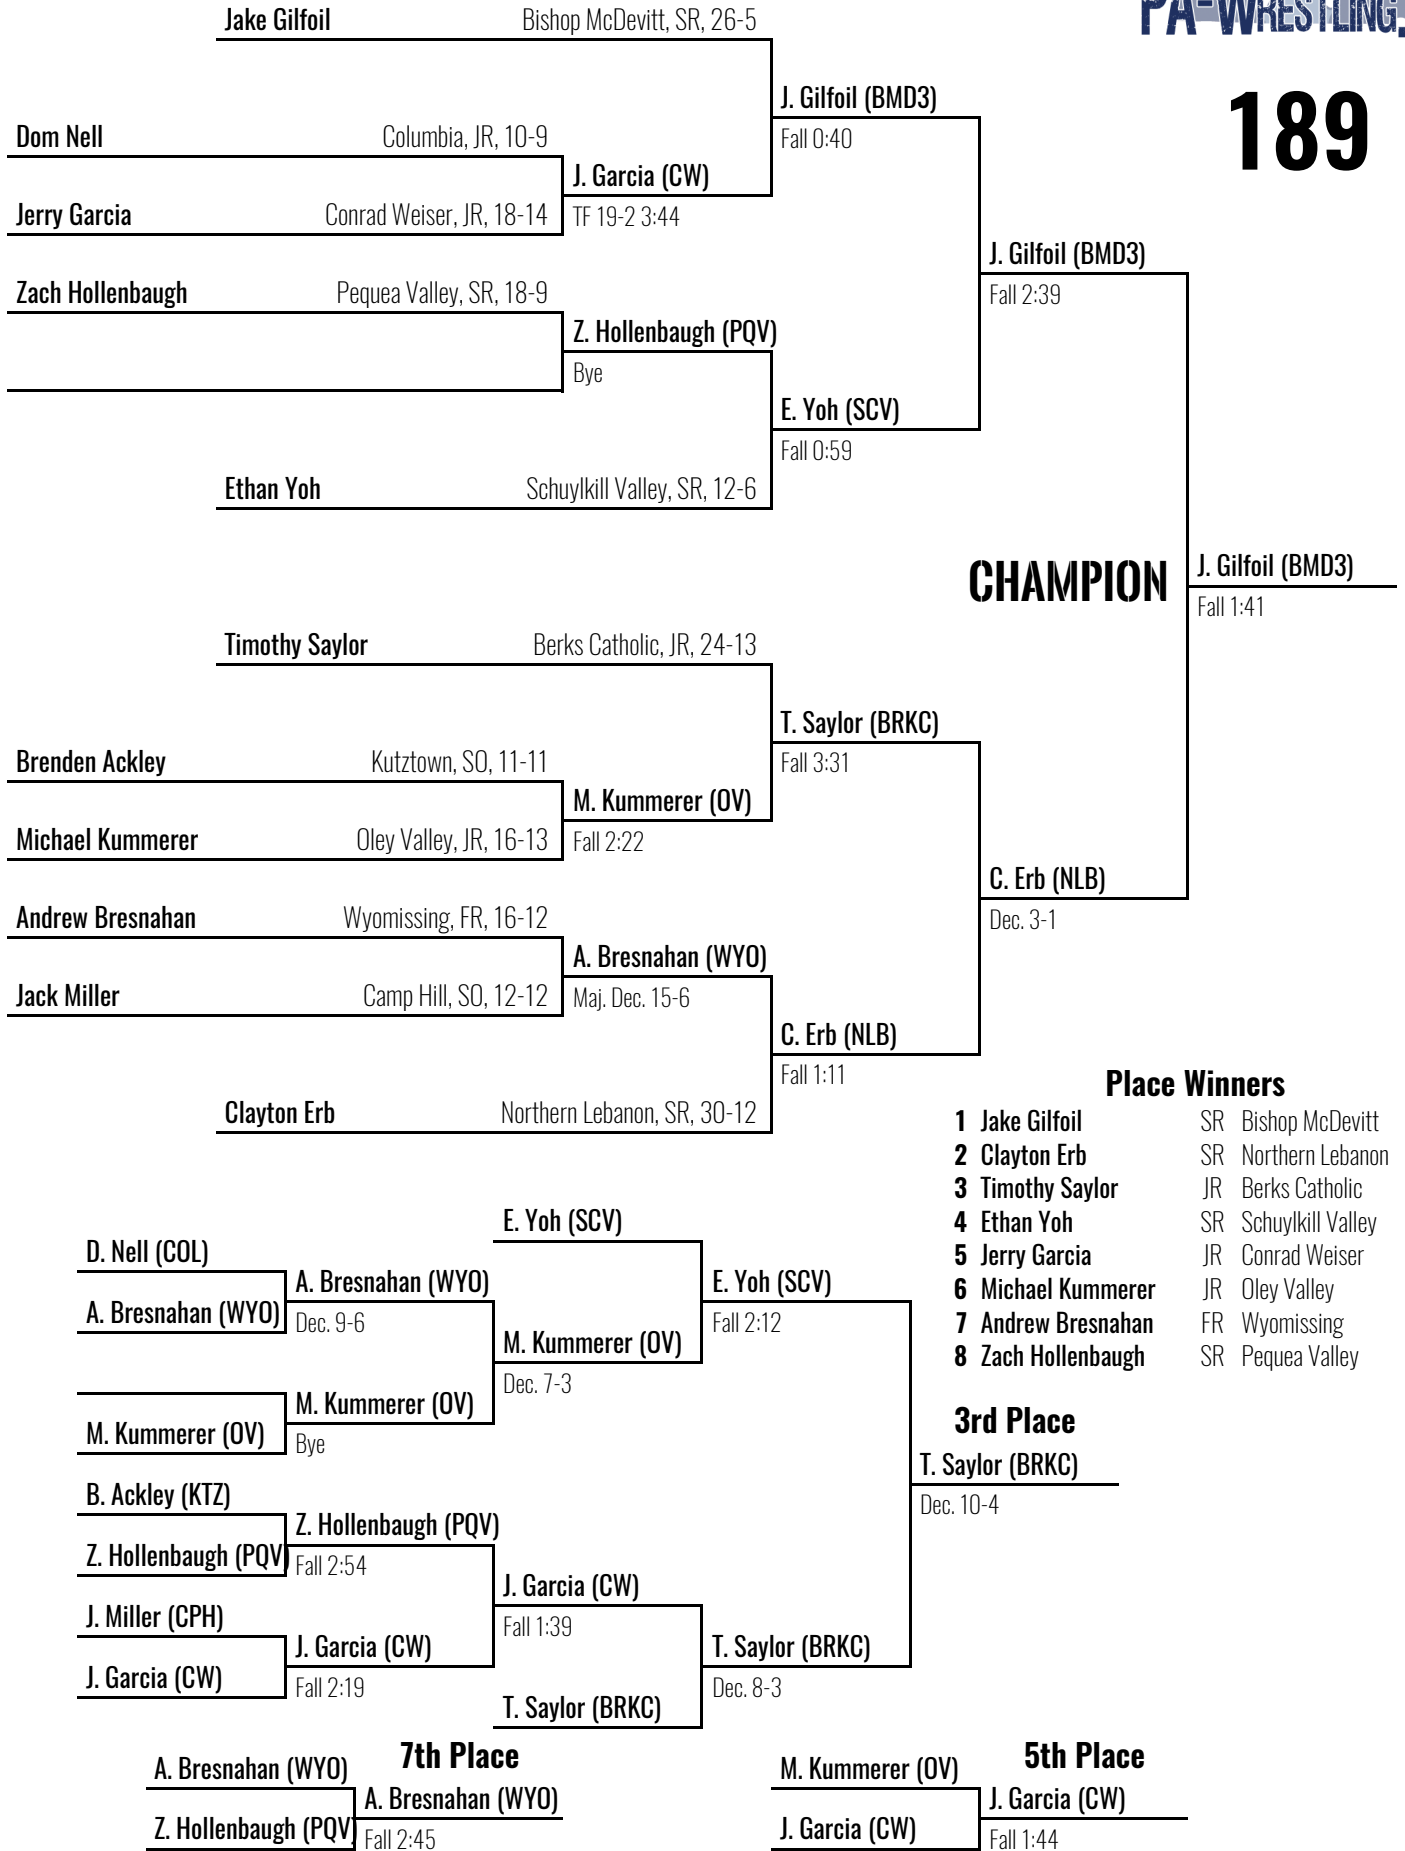 PA-WRESTLING.
189
Jake Gilfoil Bishop McDevitt, SR, 26-5
J. Gilfoil (BMD3)
Fall 0:40
Dom Nell Columbia, JR, 10-9
J. Garcia (CW)
TF 19-2 3:44
Jerry Garcia Conrad Weiser, JR, 18-14
J. Gilfoil (BMD3)
Fall 2:39
Zach Hollenbaugh Pequea Valley, SR, 18-9
Z. Hollenbaugh (PQV)
Bye
E. Yoh (SCV)
Fall 0:59
Ethan Yoh Schuylkill Valley, SR, 12-6
CHAMPION
J. Gilfoil (BMD3)
Fall 1:41
Timothy Saylor Berks Catholic, JR, 24-13
T. Saylor (BRKC)
Fall 3:31
Brenden Ackley Kutztown, SO, 11-11
M. Kummerer (OV)
Fall 2:22
Michael Kummerer Oley Valley, JR, 16-13
C. Erb (NLB)
Dec. 3-1
Andrew Bresnahan Wyomissing, FR, 16-12
A. Bresnahan (WYO)
Maj. Dec. 15-6
Jack Miller Camp Hill, SO, 12-12
C. Erb (NLB)
Fall 1:11
Clayton Erb Northern Lebanon, SR, 30-12
Place Winners
1 Jake Gilfoil SR Bishop McDevitt
2 Clayton Erb SR Northern Lebanon
3 Timothy Saylor JR Berks Catholic
4 Ethan Yoh SR Schuylkill Valley
5 Jerry Garcia JR Conrad Weiser
6 Michael Kummerer JR Oley Valley
7 Andrew Bresnahan FR Wyomissing
8 Zach Hollenbaugh SR Pequea Valley
E. Yoh (SCV)
D. Nell (COL)
A. Bresnahan (WYO)
Dec. 9-6
A. Bresnahan (WYO)
E. Yoh (SCV)
Fall 2:12
M. Kummerer (OV)
Dec. 7-3
M. Kummerer (OV)
Bye
M. Kummerer (OV)
3rd Place
T. Saylor (BRKC)
Dec. 10-4
B. Ackley (KTZ)
Z. Hollenbaugh (PQV)
Fall 2:54
Z. Hollenbaugh (PQV)
J. Garcia (CW)
Fall 1:39
J. Miller (CPH)
J. Garcia (CW)
Fall 2:19
J. Garcia (CW)
T. Saylor (BRKC)
Dec. 8-3
T. Saylor (BRKC)
7th Place
A. Bresnahan (WYO)
A. Bresnahan (WYO)
Fall 2:45
Z. Hollenbaugh (PQV)
5th Place
M. Kummerer (OV)
J. Garcia (CW)
Fall 1:44
J. Garcia (CW)